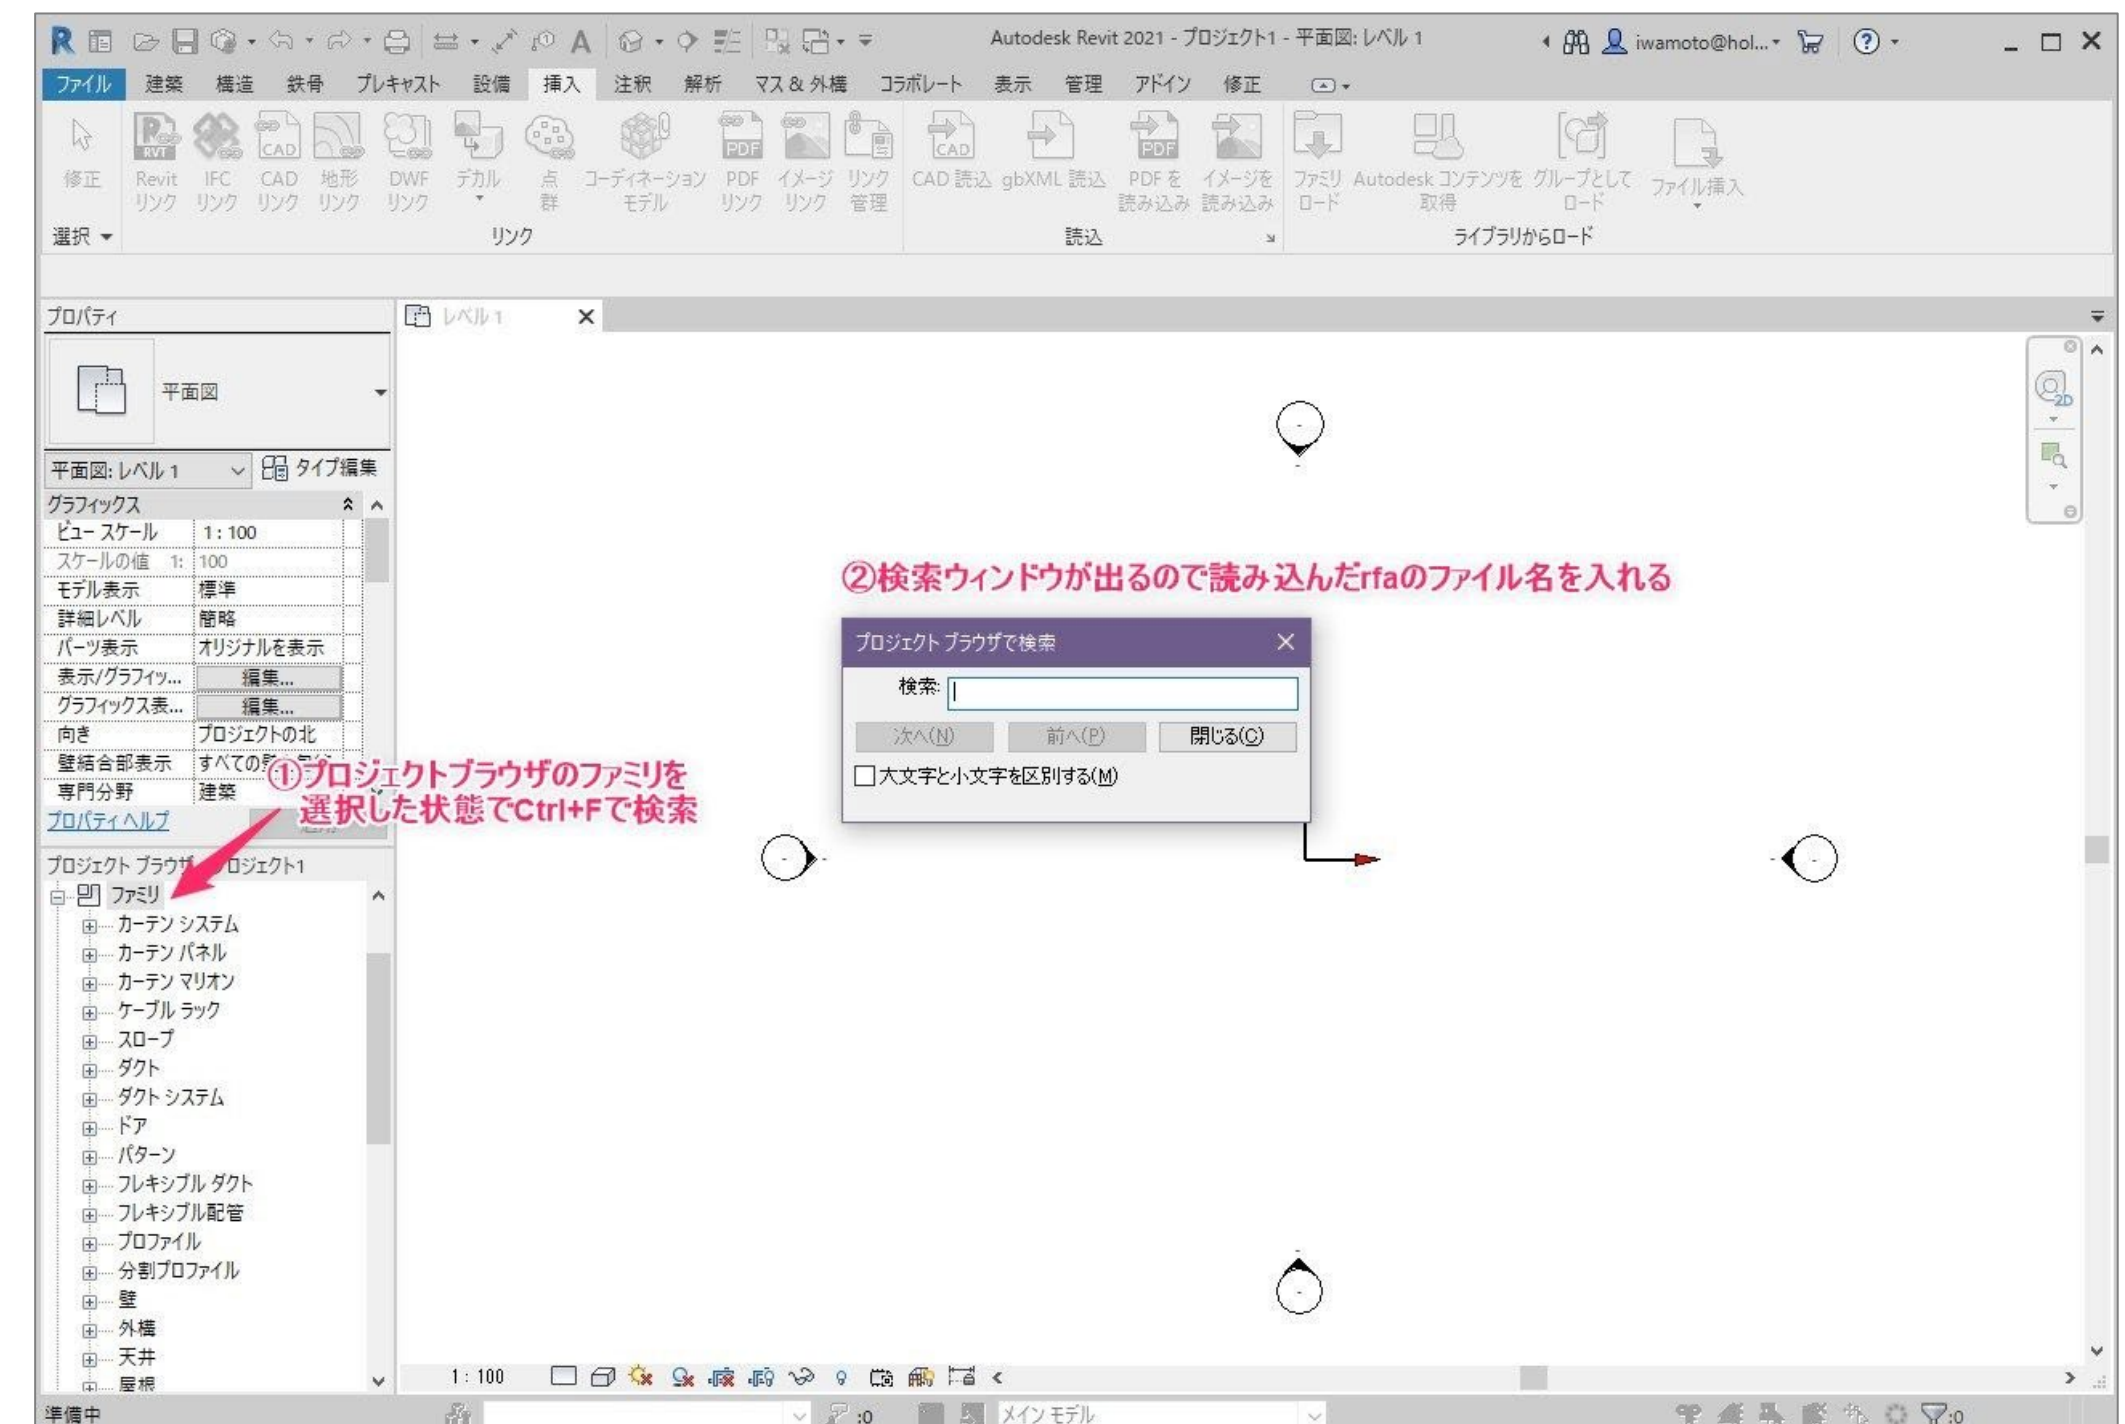 Autodesk Revit 2021 - プロジェクト1 - 平面図: レベル 1
iwamoto@hol...
ファイル 建築 構造 鉄骨 プレキャスト 設備 挿入 注釈 解析 マス & 外構 コラボレート 表示 管理 アドイン 修正
修正
Revit リンク
IFC リンク
CAD リンク
地形 リンク
DWF リンク
デカル
点群
コーディネーション モデル
PDF リンク
イメージ リンク
リンク 管理
CAD 読込
gbXML 読込
PDF を 読み込み
イメージを 読み込み
ファミリ ロード
Autodesk コンテンツを 取得
グループとして ロード
ファイル挿入
選択 リンク 読込 ライブラリからロード
プロパティ
レベル 1
平面図
2D
平面図: レベル 1 タイプ編集
グラフィックス
ビュー スケール 1 : 100
スケールの値 1: 100
モデル表示 標準
詳細レベル 簡略
パーツ表示 オリジナルを表示
表示/グラフィッ... 編集...
グラフィックス表... 編集...
向き プロジェクトの北
壁結合部表示 すべての
専門分野 建築
プロパティ ヘルプ
①プロジェクトブラウザのファミリを
選択した状態でCtrl+Fで検索
②検索ウィンドウが出るので読み込んだrfaのファイル名を入れる
プロジェクト ブラウザで検索
検索:
次へ(N) 前へ(P) 閉じる(C)
大文字と小文字を区別する(M)
プロジェクト ブラウザ ロジェクト1
ファミリ
カーテン システム
カーテン パネル
カーテン マリオン
ケーブル ラック
スロープ
ダクト
ダクト システム
ドア
パターン
フレキシブル ダクト
フレキシブル配管
プロファイル
分割プロファイル
壁
外構
天井
屋根
1 : 100
準備中
:0
メイン モデル
:0